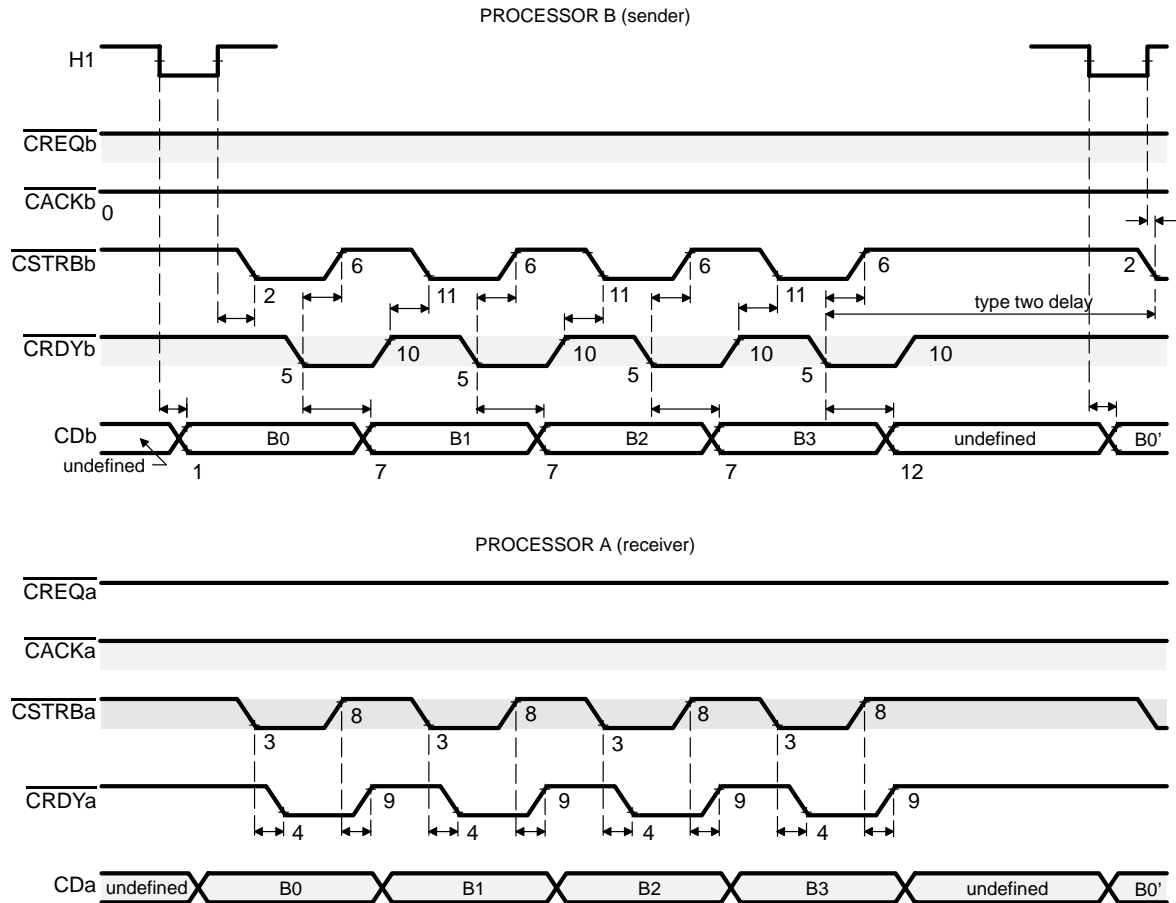 PROCESSOR B (sender)
H1
CREQb
CACKb
0
CSTRBb
2 6 11 6 11 6 11 6 2
type two delay
CRDYb
5 10 5 10 5 10 5 10
CDb
B0 B1 B2 B3 undefined B0'
undefined
1 7 7 7 12
PROCESSOR A (receiver)
CREQa
CACKa
CSTRBa
3 8 3 8 3 8 3 8
CRDYa
4 9 4 9 4 9 4 9
CDa
undefined B0 B1 B2 B3 undefined B0'